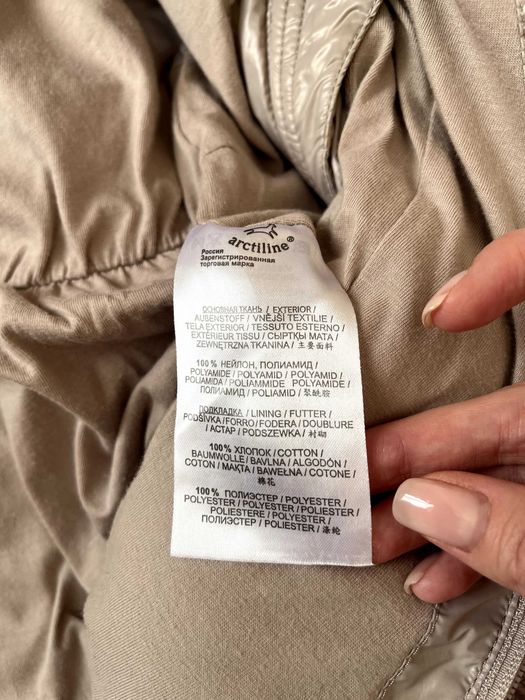 arctiline®
Россия
Зарегистрированная
торговая марка
ОСНОВНАЯ ТКАНЬ / EXTERIOR /
AUßENSTOFF / VNĚJŠÍ TEXTILIE /
TELA EXTERIOR / TESSUTO ESTERNO /
EXTÉRIEUR TISSU / СЫРТҚЫ МАТА /
ZEWNĘTRZNA TKANINA / 主要面料
100% НЕЙЛОН, ПОЛИАМИД /
POLYAMIDE / POLYAMID / POLYAMID /
POLIAMIDA / POLIAMMIDE POLYAMIDE /
ПОЛИАМИД / POLIAMID / 聚酰胺
ПОДКЛАДКА / LINING / FUTTER /
PODŠÍVKA / FORRO / FODERA / DOUBLURE
/ АСТАР / PODSZEWKA / 衬砌
100% ХЛОПОК / COTTON /
BAUMWOLLE / BAVLNA / ALGODÓN /
COTON / МАҚТА / BAWEŁNA / COTONE /
棉花
100% ПОЛИЭСТЕР / POLYESTER /
POLYESTER / POLYESTER / POLIESTER /
POLIESTERE / POLYESTER /
ПОЛИЭСТЕР / POLIESTER / 涤纶